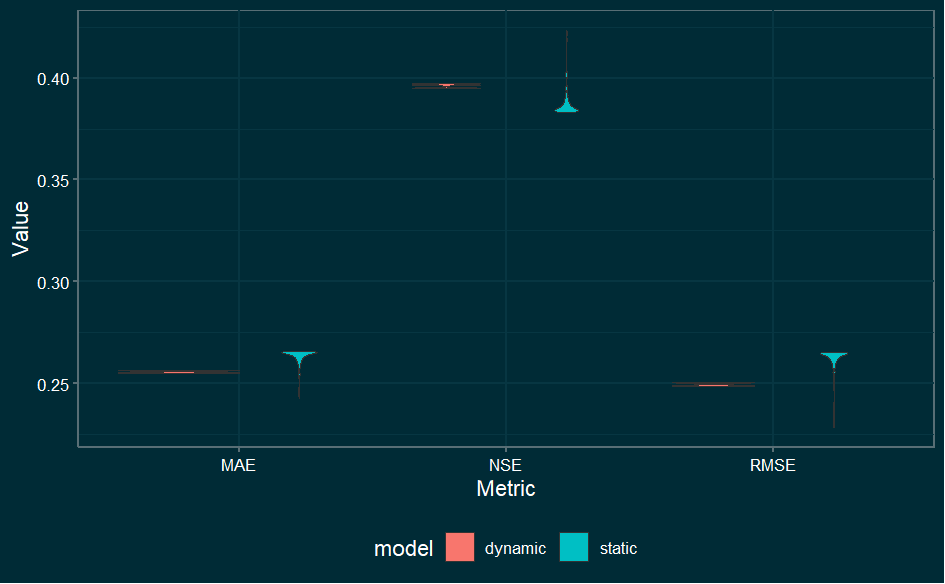 Value
0.40
0.35
0.30
0.25
MAE NSE RMSE
Metric
model dynamic static